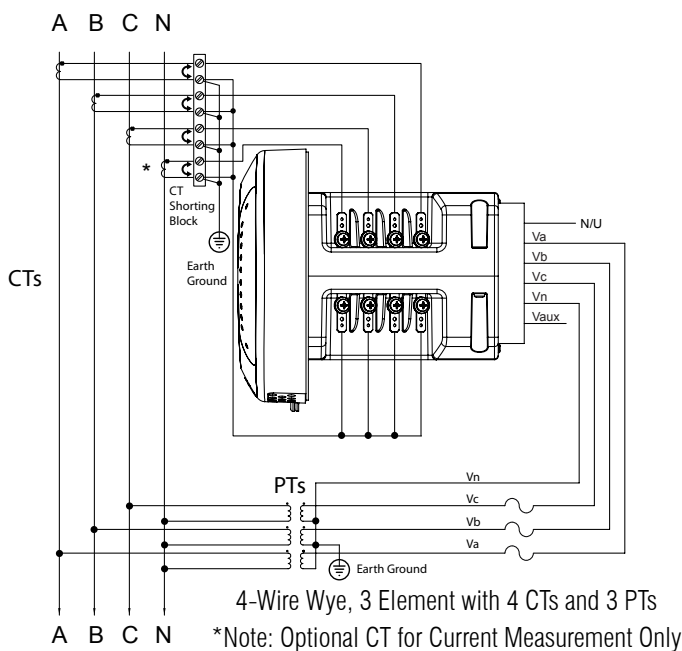 A B C N
*
CT
Shorting
Block
Earth
Ground
CTs
N/U
Va
Vb
Vc
Vn
Vaux
PTs
Vn
Vc
Vb
Va
Earth Ground
4-Wire Wye, 3 Element with 4 CTs and 3 PTs
A B C N
*Note: Optional CT for Current Measurement Only